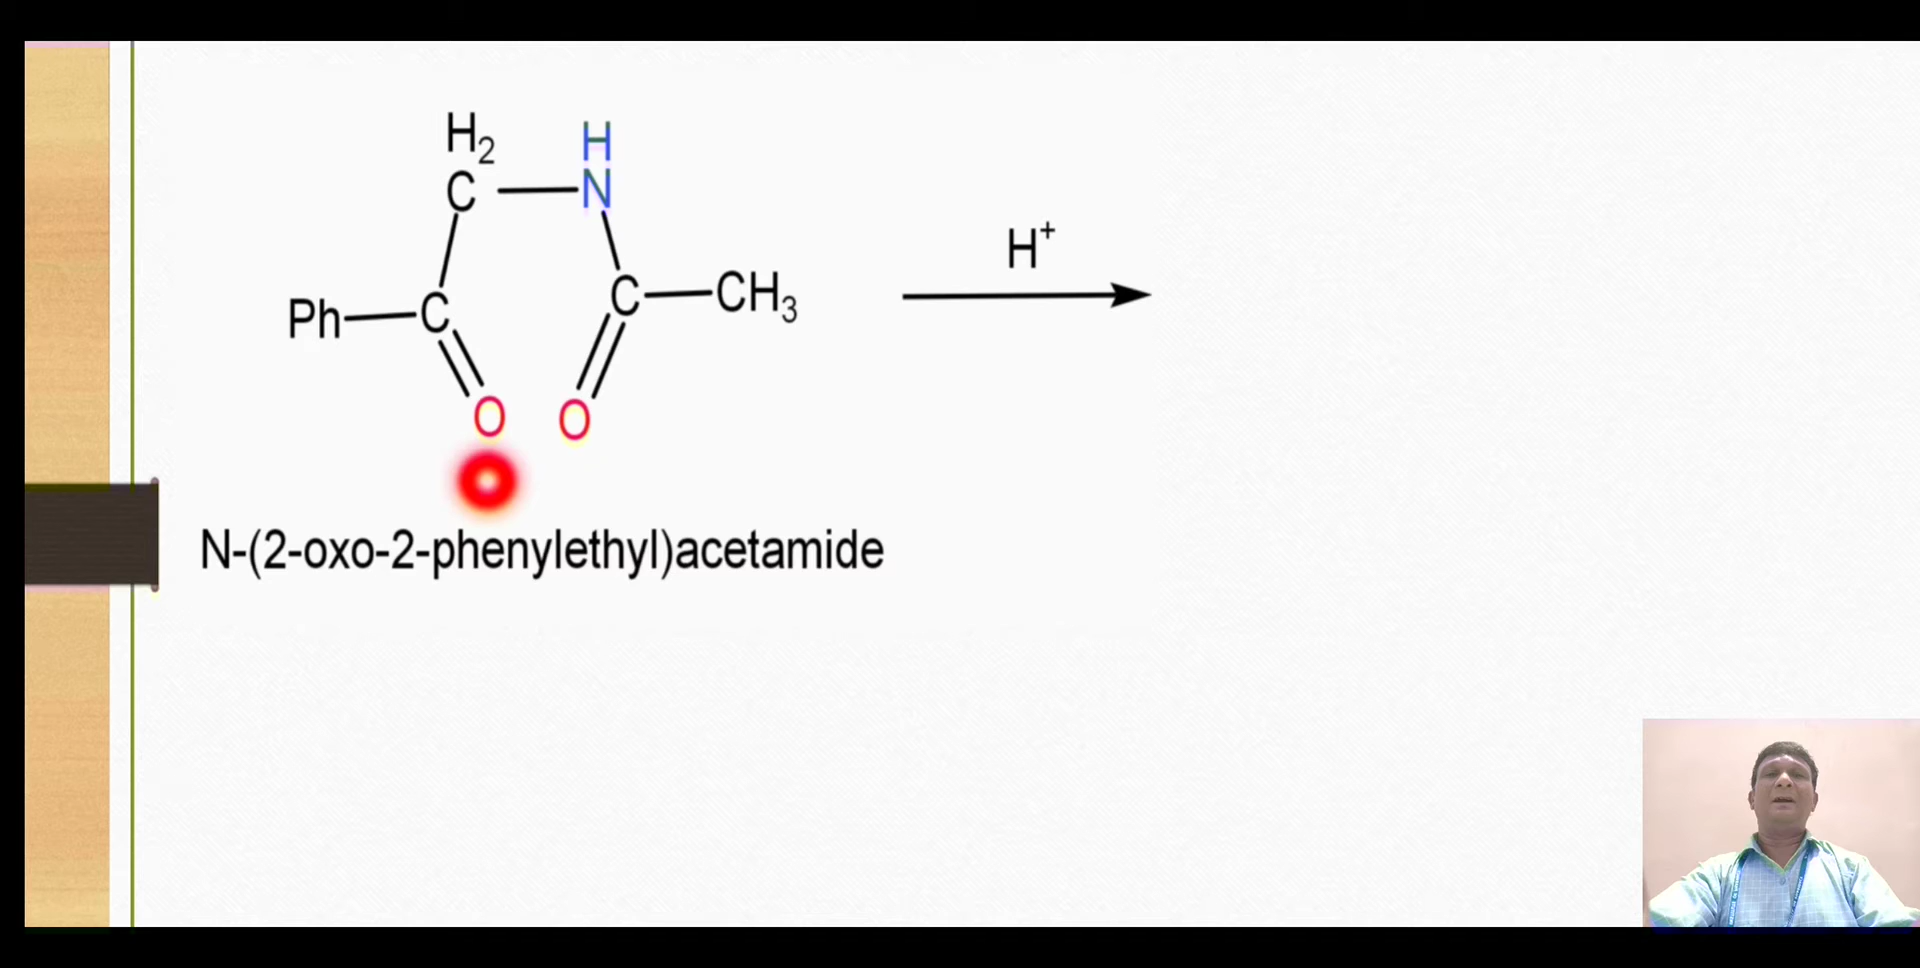 H2 H
C N
H+
Ph C C CH3
O O
N-(2-oxo-2-phenylethyl)acetamide